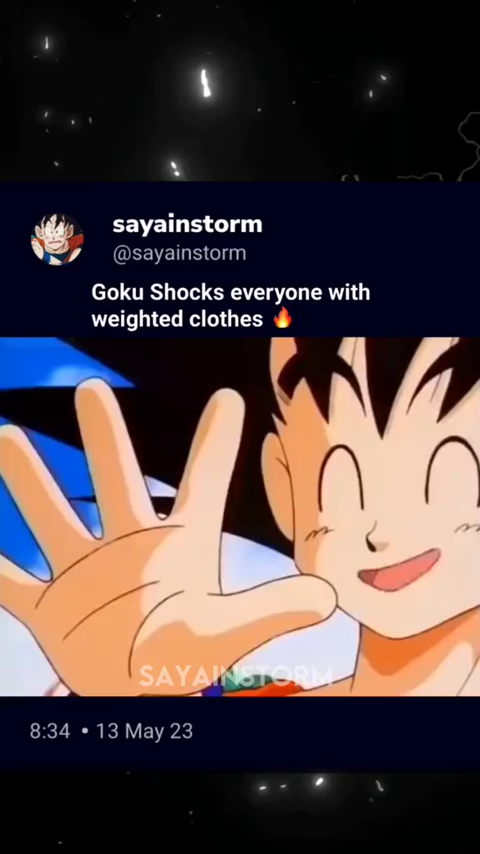 sayainstorm
@sayainstorm
Goku Shocks everyone with
weighted clothes 🔥
SAYAINSTORM
8:34 • 13 May 23